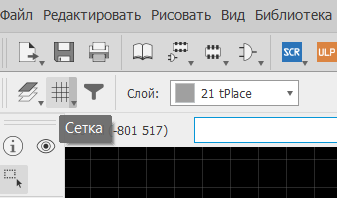 Файл Редактировать Рисовать Вид Библиотека
SCR ULP
Слой: 21 tPlace
Сетка -801 517)